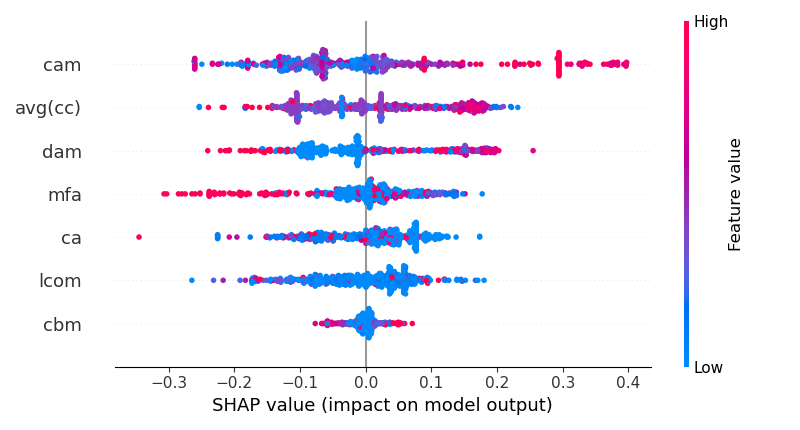 High
cam
avg(cc)
dam
mfa
ca
lcom
cbm
Feature value
Low
−0.3 −0.2 −0.1 0.0 0.1 0.2 0.3 0.4
SHAP value (impact on model output)